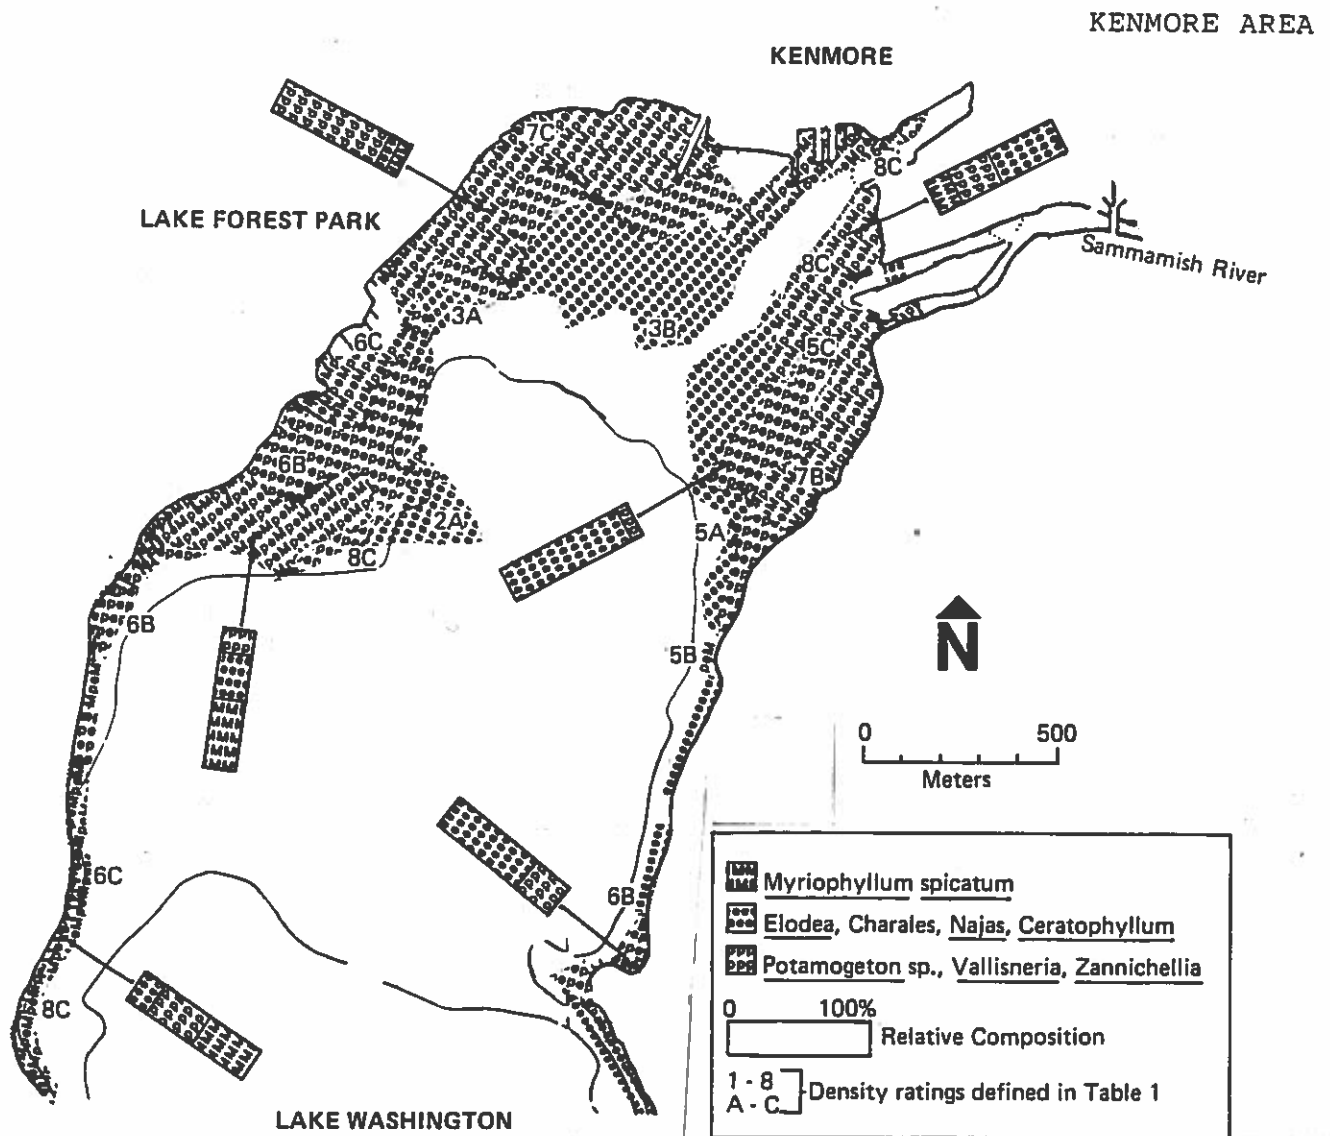 KENMORE AREA
KENMORE
7C
8C
LAKE FOREST PARK
Sammamish River
8C
3A
3B
6C
5C
6B
7B
2A
5A
8C
6B
5B
N
0 500
Meters
6C
6B
8C
Myriophyllum spicatum
Elodea, Charales, Najas, Ceratophyllum
Potamogeton sp., Vallisneria, Zannichellia
0 100%
Relative Composition
1 - 8
A - C
Density ratings defined in Table 1
LAKE WASHINGTON